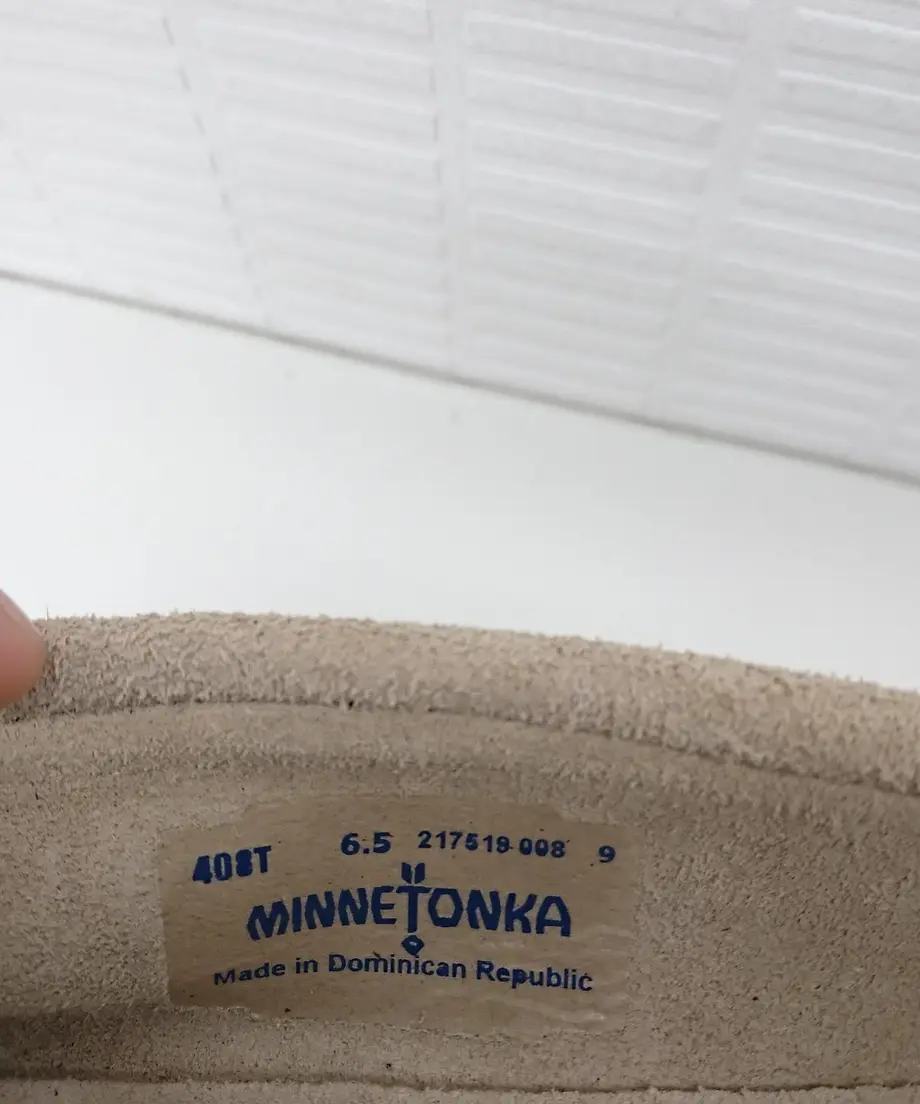 408T 6.5 217519-008 9
MINNETONKA
Made in Dominican Republic